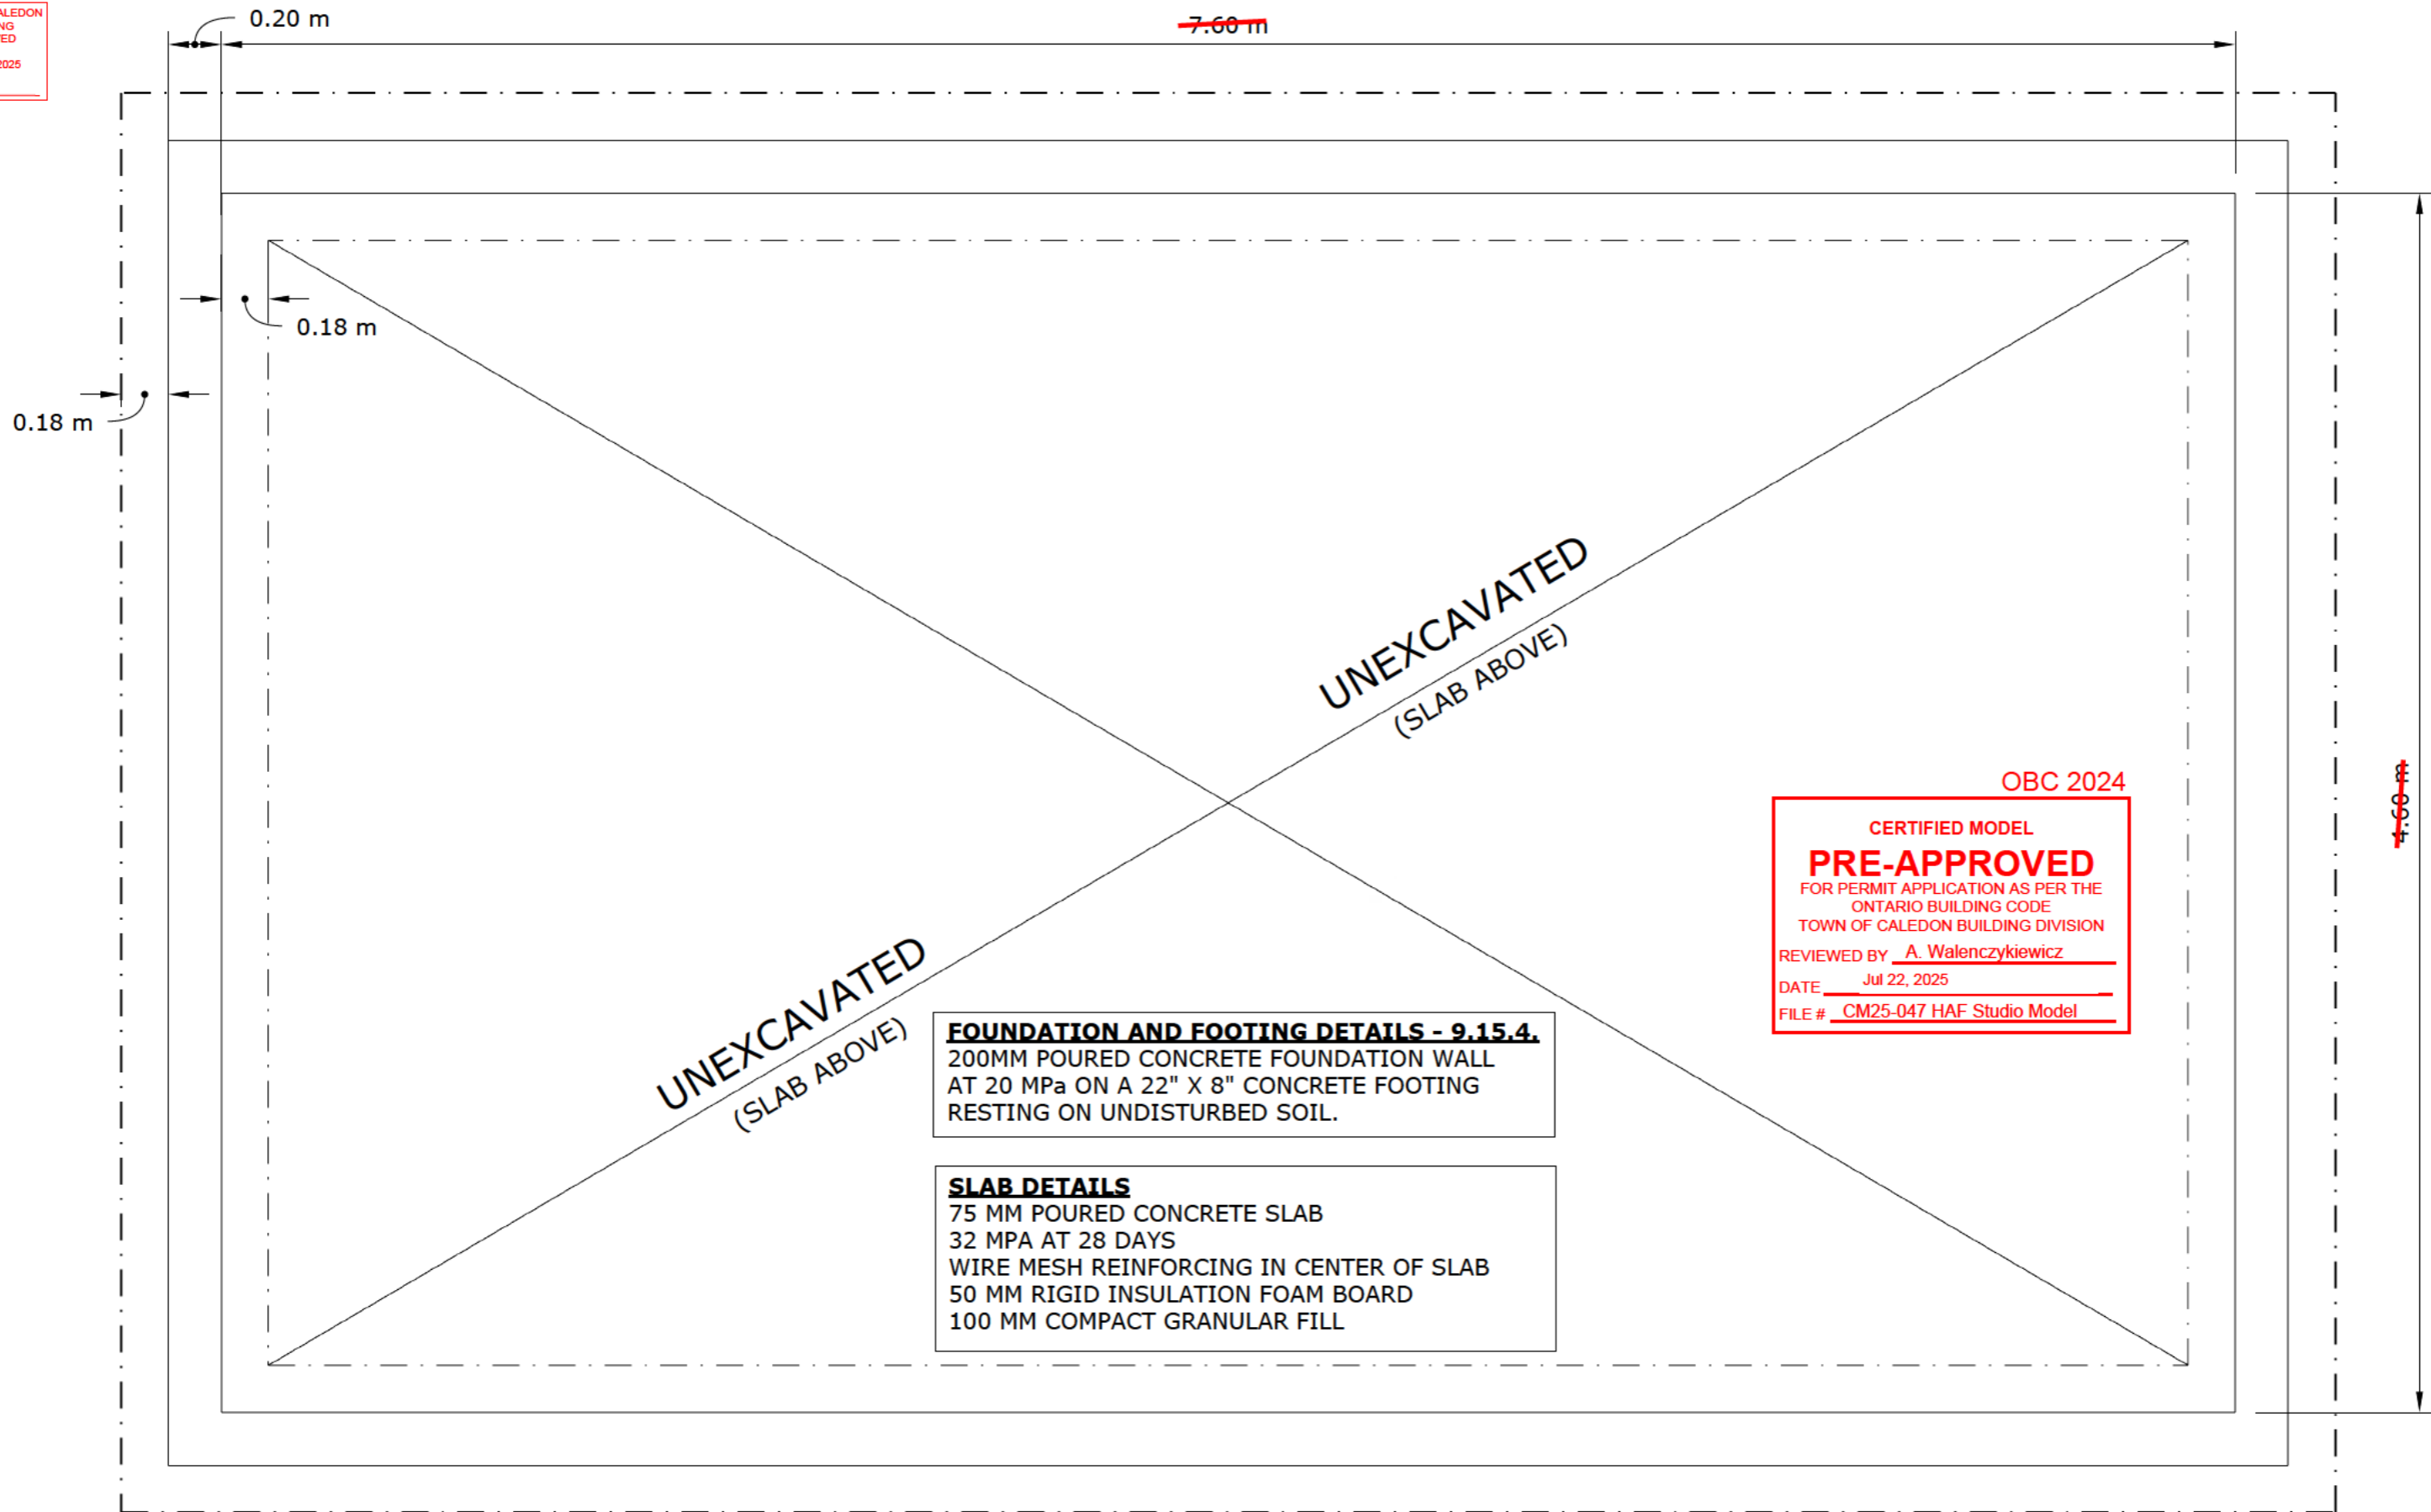 ALEDON
NG
ED
2025
0.20 m
7.60 m
0.18 m
0.18 m
UNEXCAVATED
(SLAB ABOVE)
4.60 m
OBC 2024
CERTIFIED MODEL
PRE-APPROVED
FOR PERMIT APPLICATION AS PER THE
ONTARIO BUILDING CODE
TOWN OF CALEDON BUILDING DIVISION
REVIEWED BY A. Walenczykiewicz
DATE Jul 22, 2025
FILE # CM25-047 HAF Studio Model
UNEXCAVATED
(SLAB ABOVE)
FOUNDATION AND FOOTING DETAILS - 9.15.4.
200MM POURED CONCRETE FOUNDATION WALL
AT 20 MPa ON A 22" X 8" CONCRETE FOOTING
RESTING ON UNDISTURBED SOIL.
SLAB DETAILS
75 MM POURED CONCRETE SLAB
32 MPA AT 28 DAYS
WIRE MESH REINFORCING IN CENTER OF SLAB
50 MM RIGID INSULATION FOAM BOARD
100 MM COMPACT GRANULAR FILL